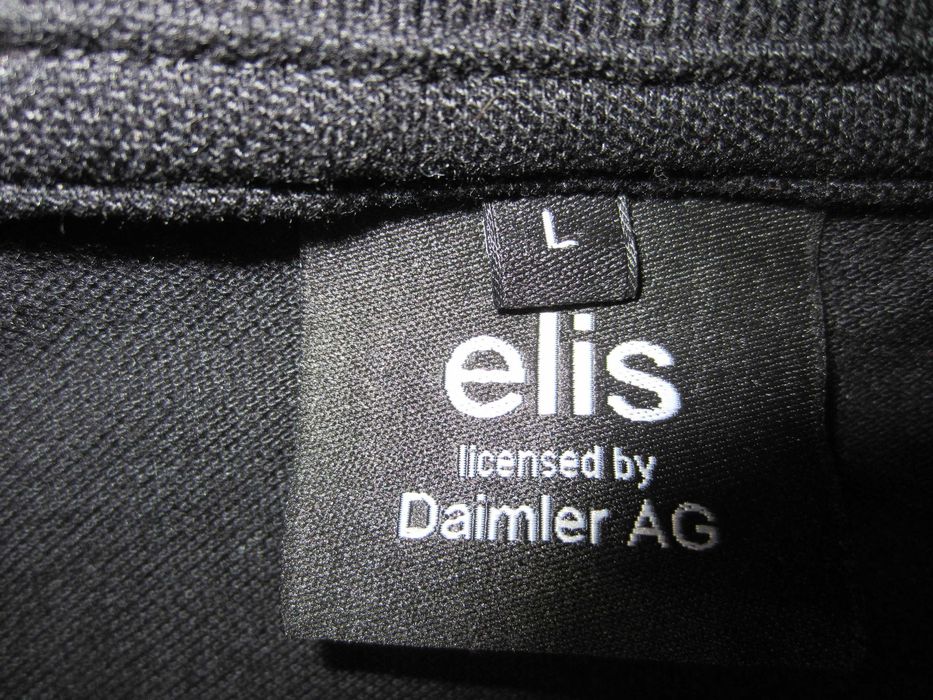 L
elis
licensed by
Daimler AG